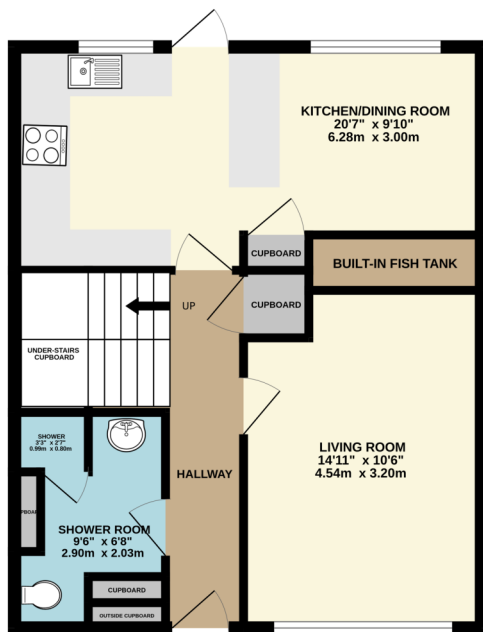 KITCHEN/DINING ROOM
20'7" x 9'10"
6.28m x 3.00m
CUPBOARD
BUILT-IN FISH TANK
UP
CUPBOARD
UNDER-STAIRS
CUPBOARD
SHOWER
3'3" x 2'7"
0.99m x 0.80m
LIVING ROOM
14'11" x 10'6"
4.54m x 3.20m
HALLWAY
SHOWER ROOM
9'6" x 6'8"
2.90m x 2.03m
CUPBOARD
OUTSIDE CUPBOARD